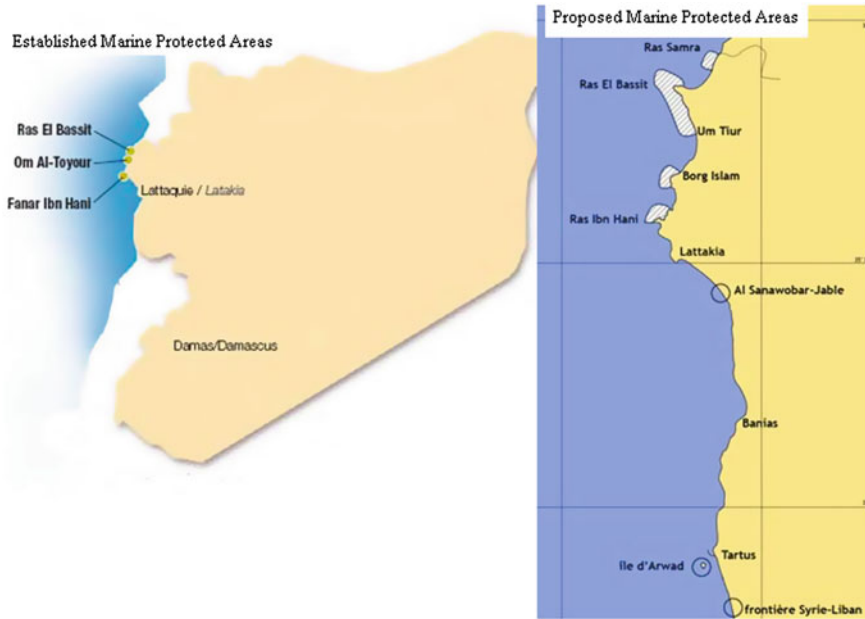 Established Marine Protected Areas
Ras El Bassit
Om Al-Toyour
Fanar Ibn Hani
Lattaquie / Latakia
Damas/Damascus
Proposed Marine Protected Areas
Ras Samra
Ras El Bassit
Um Tiur
Borg Islam
Ras Ibn Hani
Lattakia
Al Sanawobar-Jable
Banias
Tartus
île d'Arwad
frontière Syrie-Liban